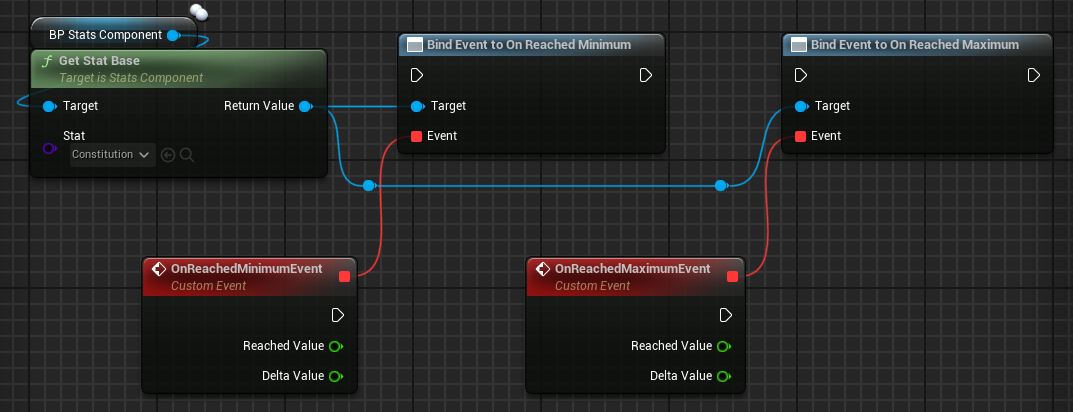 BP Stats Component
f Get Stat Base
Target is Stats Component
Target
Return Value
Stat
Constitution
Bind Event to On Reached Minimum
Target
Event
Bind Event to On Reached Maximum
Target
Event
OnReachedMinimumEvent
Custom Event
Reached Value
Delta Value
OnReachedMaximumEvent
Custom Event
Reached Value
Delta Value